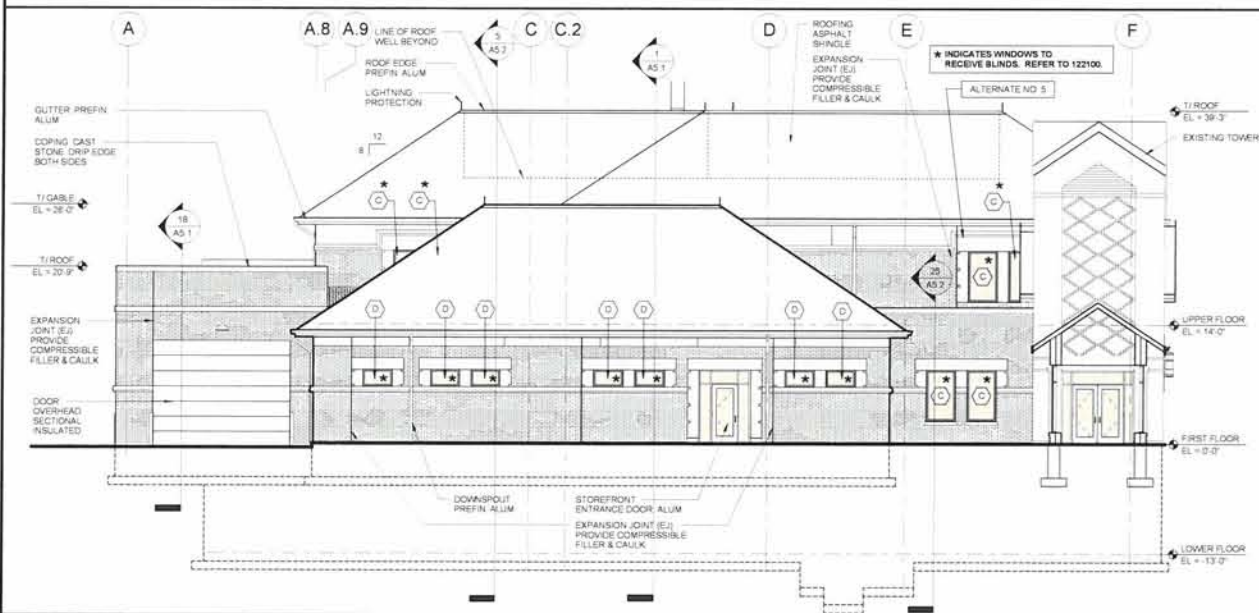 A
A.8
A.9
C
C.2
D
E
F
LINE OF ROOF
WELL BEYOND
ROOF EDGE
PREFIN ALUM
LIGHTNING
PROTECTION
5
A5.2
1
A5.1
ROOFING
ASPHALT
SHINGLE
EXPANSION
JOINT (EJ)
PROVIDE
COMPRESSIBLE
FILLER & CAULK
* INDICATES WINDOWS TO
RECEIVE BLINDS. REFER TO 122100.
ALTERNATE NO. 5
T/ ROOF
EL = 39'-3"
EXISTING TOWER
GUTTER PREFIN
ALUM
COPING CAST
STONE DRIP EDGE
BOTH SIDES
12
8
T/ GABLE
EL = 26'-0"
18
A5.1
* *
C C
*
C
T/ ROOF
EL = 20'-9"
25
A5.2
*
C
UPPER FLOOR
EL = 14'-0"
EXPANSION
JOINT (EJ)
PROVIDE
COMPRESSIBLE
FILLER & CAULK
D D D D D D D
* * * * * * *
* *
C C
DOOR
OVERHEAD
SECTIONAL
INSULATED
FIRST FLOOR
EL = 0'-0"
DOWNSPOUT
PREFIN ALUM
STOREFRONT
ENTRANCE DOOR, ALUM
EXPANSION JOINT (EJ)
PROVIDE COMPRESSIBLE
FILLER & CAULK
LOWER FLOOR
EL = -13'-0"